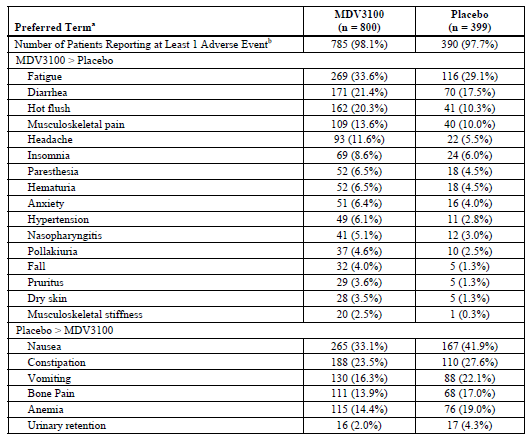 Preferred Termᵃ MDV3100 (n = 800) Placebo (n = 399)
Number of Patients Reporting at Least 1 Adverse Eventᵇ 785 (98.1%) 390 (97.7%)
MDV3100 > Placebo
Fatigue 269 (33.6%) 116 (29.1%)
Diarrhea 171 (21.4%) 70 (17.5%)
Hot flush 162 (20.3%) 41 (10.3%)
Musculoskeletal pain 109 (13.6%) 40 (10.0%)
Headache 93 (11.6%) 22 (5.5%)
Insomnia 69 (8.6%) 24 (6.0%)
Paresthesia 52 (6.5%) 18 (4.5%)
Hematuria 52 (6.5%) 18 (4.5%)
Anxiety 51 (6.4%) 16 (4.0%)
Hypertension 49 (6.1%) 11 (2.8%)
Nasopharyngitis 41 (5.1%) 12 (3.0%)
Pollakiuria 37 (4.6%) 10 (2.5%)
Fall 32 (4.0%) 5 (1.3%)
Pruritus 29 (3.6%) 5 (1.3%)
Dry skin 28 (3.5%) 5 (1.3%)
Musculoskeletal stiffness 20 (2.5%) 1 (0.3%)
Placebo > MDV3100
Nausea 265 (33.1%) 167 (41.9%)
Constipation 188 (23.5%) 110 (27.6%)
Vomiting 130 (16.3%) 88 (22.1%)
Bone Pain 111 (13.9%) 68 (17.0%)
Anemia 115 (14.4%) 76 (19.0%)
Urinary retention 16 (2.0%) 17 (4.3%)